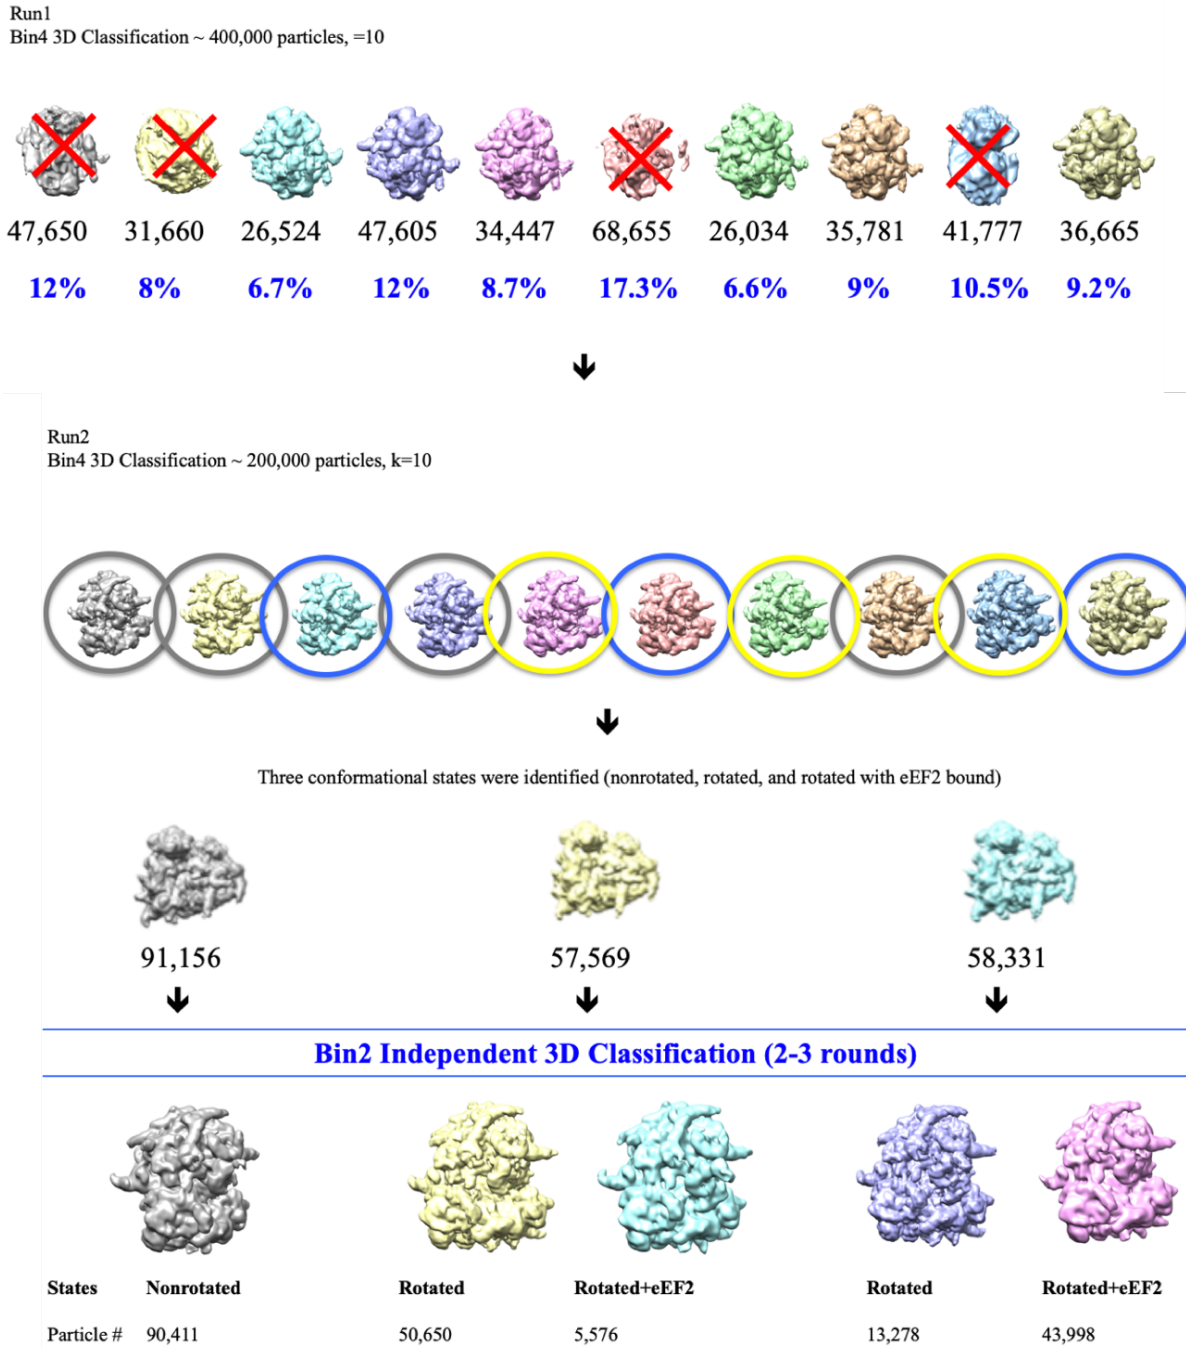 Run1
Bin4 3D Classification ~ 400,000 particles, =10
47,650 31,660 26,524 47,605 34,447 68,655 26,034 35,781 41,777 36,665
12% 8% 6.7% 12% 8.7% 17.3% 6.6% 9% 10.5% 9.2%
Run2
Bin4 3D Classification ~ 200,000 particles, k=10
Three conformational states were identified (nonrotated, rotated, and rotated with eEF2 bound)
91,156 57,569 58,331
Bin2 Independent 3D Classification (2-3 rounds)
States Nonrotated Rotated Rotated+eEF2 Rotated Rotated+eEF2
Particle # 90,411 50,650 5,576 13,278 43,998